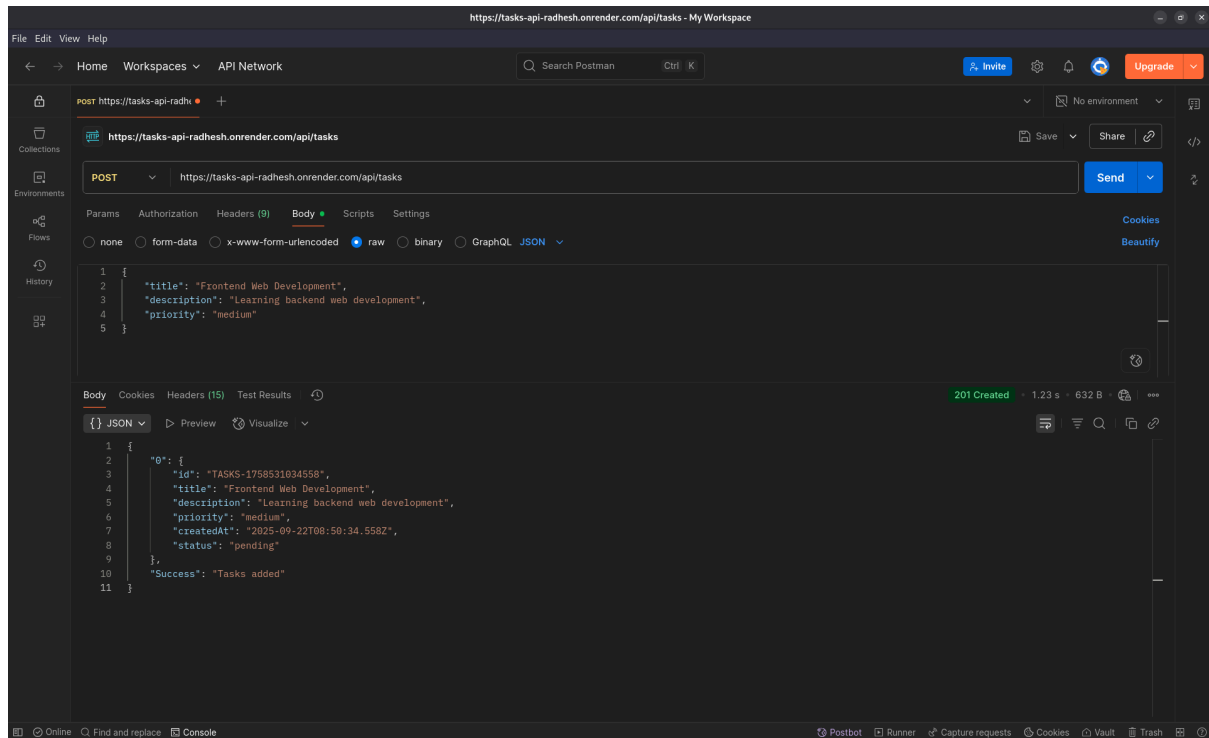 https://tasks-api-radhesh.onrender.com/api/tasks - My Workspace
File Edit View Help
Home Workspaces API Network Search Postman Ctrl K Invite Upgrade
POST https://tasks-api-radhe No environment
HTTP https://tasks-api-radhesh.onrender.com/api/tasks Save Share
Collections
POST https://tasks-api-radhesh.onrender.com/api/tasks Send
Environments
Params Authorization Headers (9) Body Scripts Settings Cookies
Flows
none form-data x-www-form-urlencoded raw binary GraphQL JSON Beautify
History
1 {
2 "title": "Frontend Web Development",
3 "description": "Learning backend web development",
4 "priority": "medium"
5 }
Body Cookies Headers (15) Test Results 201 Created 1.23 s 632 B
{} JSON Preview Visualize
1 {
2 "0": {
3 "id": "TASKS-1758531034558",
4 "title": "Frontend Web Development",
5 "description": "Learning backend web development",
6 "priority": "medium",
7 "createdAt": "2025-09-22T08:50:34.558Z",
8 "status": "pending"
9 },
10 "Success": "Tasks added"
11 }
Online Find and replace Console Postbot Runner Capture requests Cookies Vault Trash